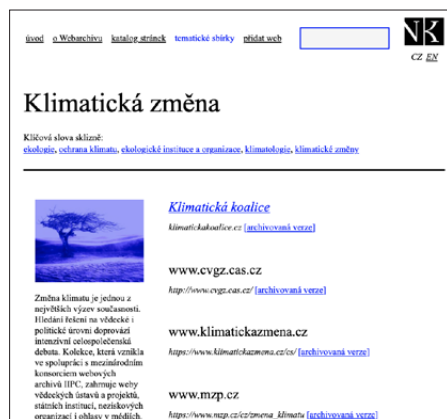 úvod o Webarchivu katalog stránek tematické sbírky přidat web
NK
CZ EN
Klimatická změna
Klíčová slova sklizně:
ekologie, ochrana klimatu, ekologické instituce a organizace, klimatologie, klimatické změny
Klimatická koalice
klimatickakoalice.cz [archivovaná verze]
www.cvgz.cas.cz
http://www.cvgz.cas.cz/ [archivovaná verze]
www.klimatickazmena.cz
https://www.klimatickazmena.cz/cs/ [archivovaná verze]
www.mzp.cz
https://www.mzp.cz/cz/zmena_klimatu [archivovaná verze]
Změna klimatu je jednou z
největších výzev současnosti.
Hledání řešení na vědecké i
politické úrovni doprovází
intenzivní celospolečenská
debata. Kolekce, která vznikla
ve spolupráci s mezinárodním
konsorciem webových
archivů IIPC, zahrnuje weby
vědeckých ústavů a projektů,
státních institucí, neziskových
organizací i ohlasy v médiích.